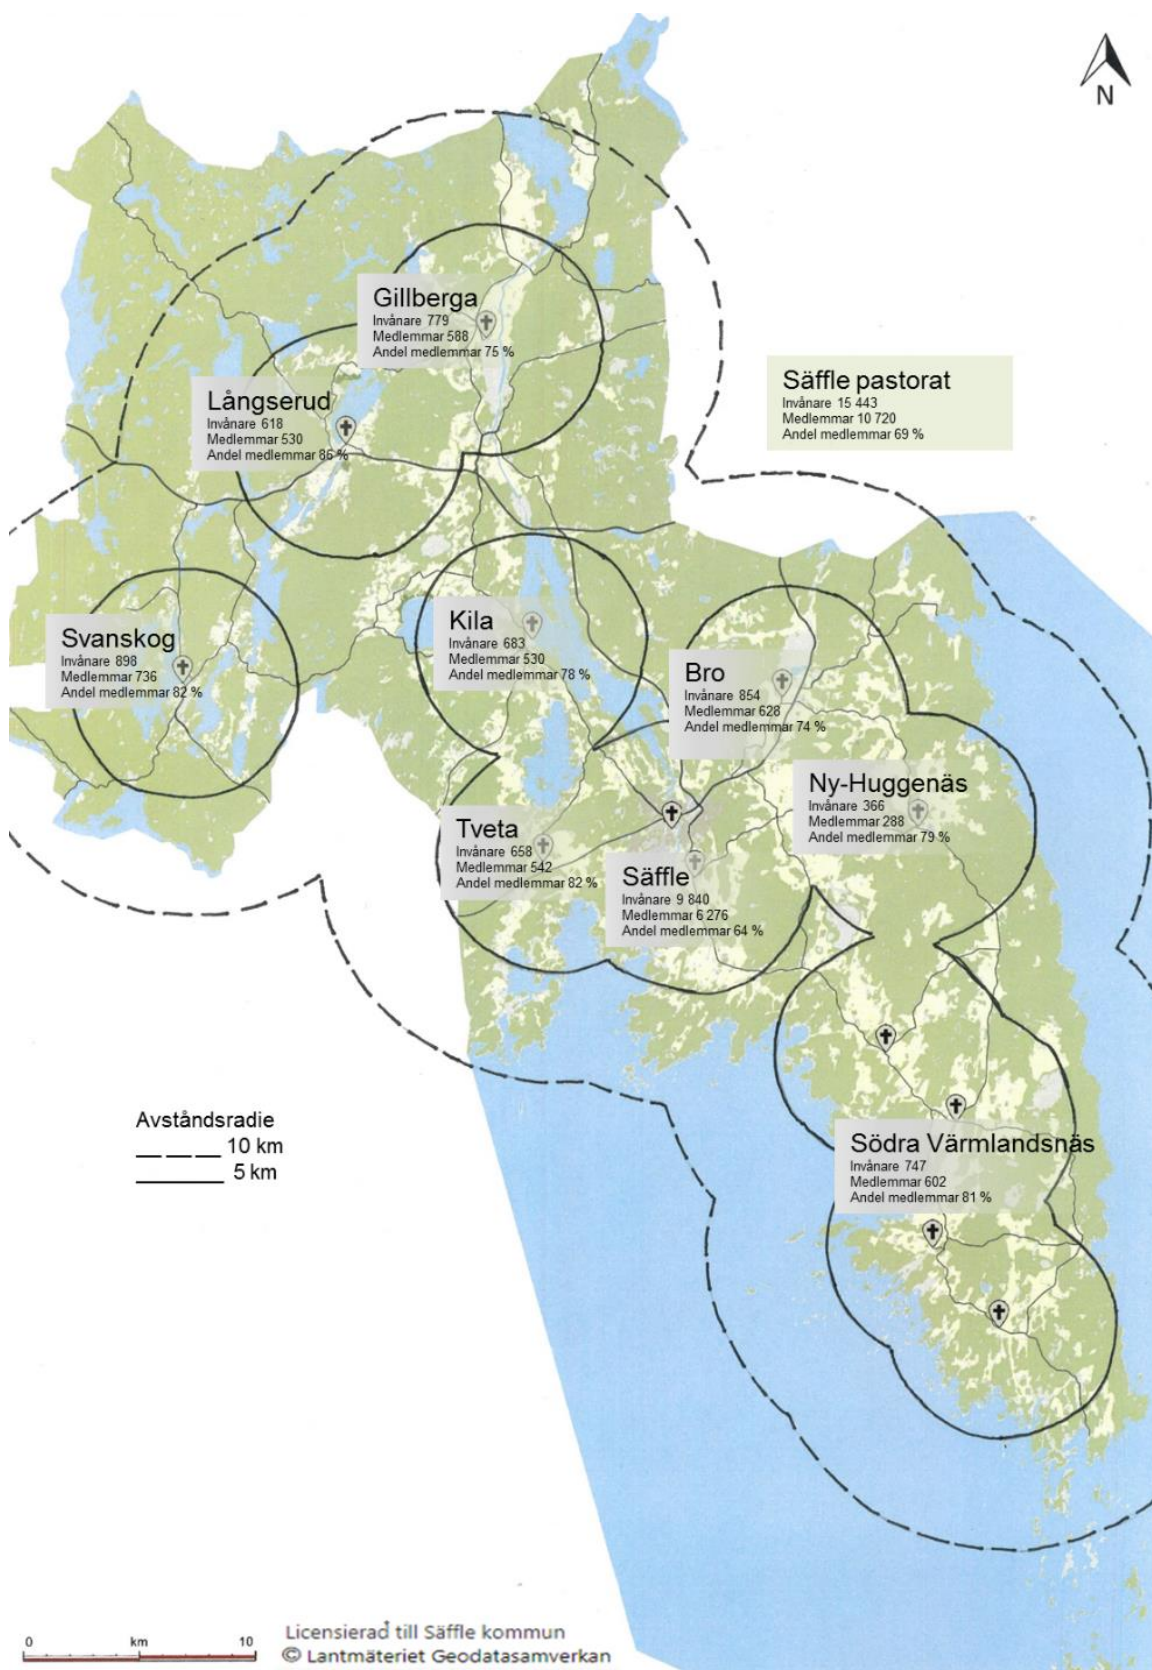 N
Gillberga
Invånare 779
Medlemmar 588
Andel medlemmar 75 %
Säffle pastorat
Invånare 15 443
Medlemmar 10 720
Andel medlemmar 69 %
Långserud
Invånare 618
Medlemmar 530
Andel medlemmar 86 %
Kila
Invånare 683
Medlemmar 530
Andel medlemmar 78 %
Svanskog
Invånare 898
Medlemmar 736
Andel medlemmar 82 %
Bro
Invånare 854
Medlemmar 628
Andel medlemmar 74 %
Ny-Huggenäs
Invånare 366
Medlemmar 288
Andel medlemmar 79 %
Tveta
Invånare 658
Medlemmar 542
Andel medlemmar 82 %
Säffle
Invånare 9 840
Medlemmar 6 276
Andel medlemmar 64 %
Avståndsradie
10 km
5 km
Södra Värmlandsnäs
Invånare 747
Medlemmar 602
Andel medlemmar 81 %
0 km 10
Licensierad till Säffle kommun
© Lantmäteriet Geodatasamverkan